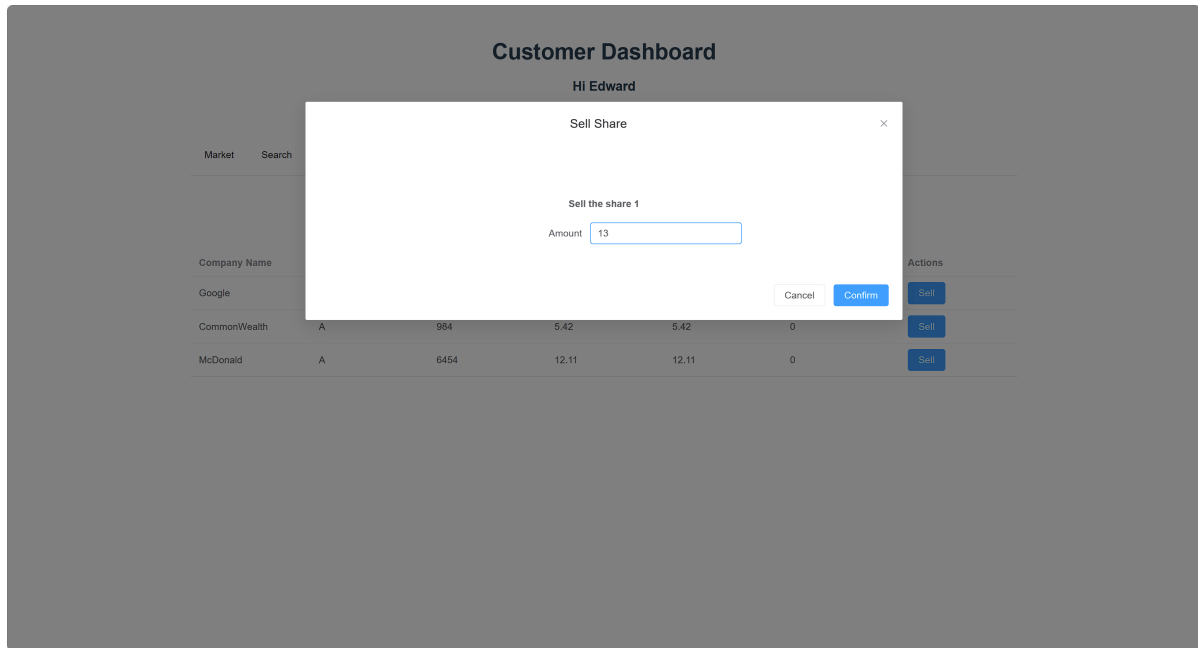 Customer Dashboard
Hi Edward
Sell Share
Market Search
Sell the share 1
Amount 13
Company Name Actions
Google Sell
Cancel Confirm
CommonWealth A 984 5.42 5.42 0 Sell
McDonald A 6454 12.11 12.11 0 Sell